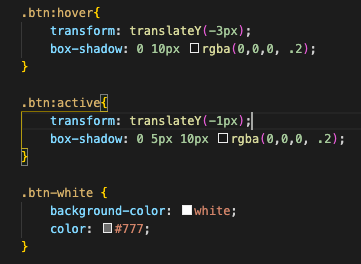 .btn:hover{
    transform: translateY(-3px);
    box-shadow: 0 10px rgba(0,0,0, .2);
}
.btn:active{
    transform: translateY(-1px);
    box-shadow: 0 5px 10px rgba(0,0,0, .2);
}
.btn-white {
    background-color: white;
    color: #777;
}